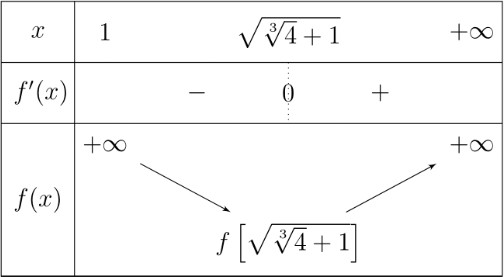 x 1 √(∛4 + 1) +∞
f′(x) − 0 +
+∞ +∞
f(x)
f [√(∛4 + 1)]